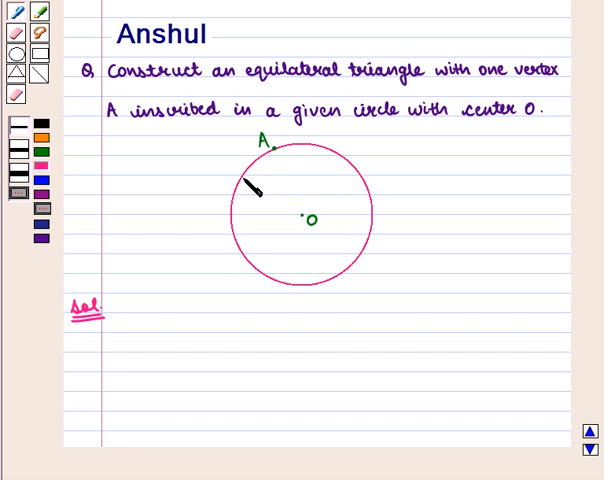 Anshul
Q Construct an equilateral triangle with one vertex
A inscribed in a given circle with center O.
A
O
Sol.